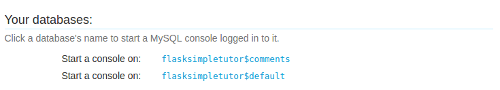 Your databases:
Click a database's name to start a MySQL console logged in to it.
Start a console on: flasksimpletutor$comments
Start a console on: flasksimpletutor$default